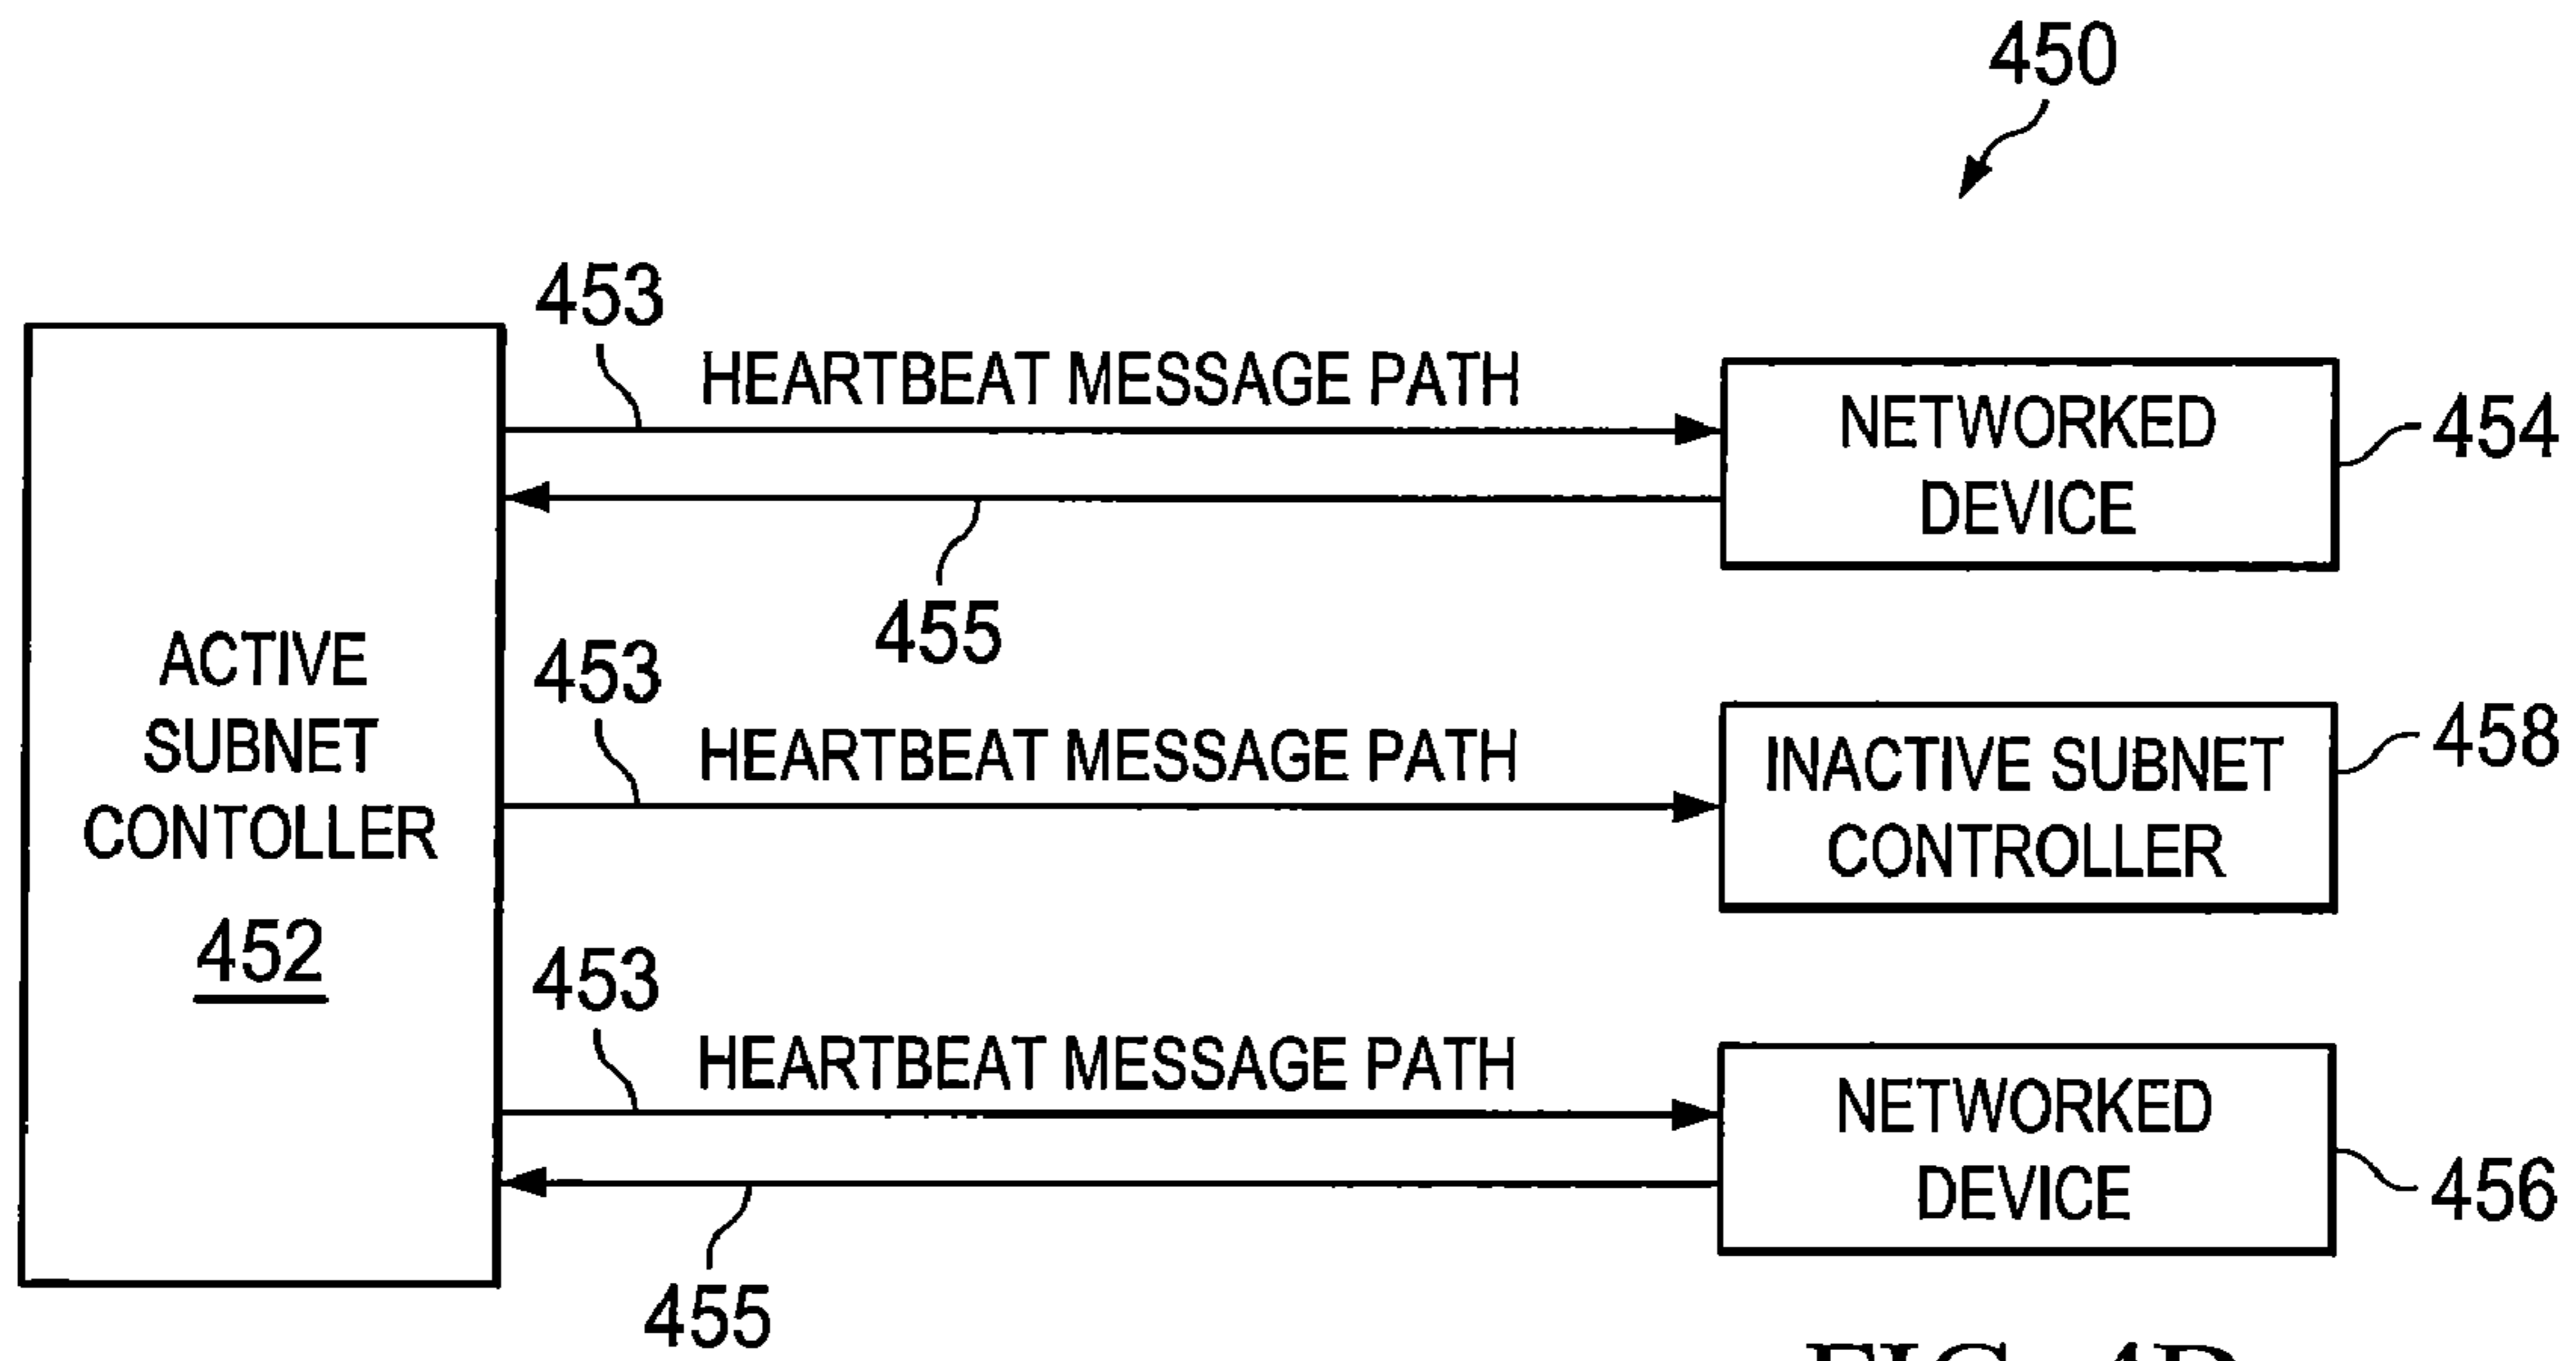 450
453
HEARTBEAT MESSAGE PATH
NETWORKED
DEVICE
454
455
ACTIVE
SUBNET
CONTOLLER
452
453
HEARTBEAT MESSAGE PATH
INACTIVE SUBNET
CONTROLLER
458
453
HEARTBEAT MESSAGE PATH
NETWORKED
DEVICE
456
455